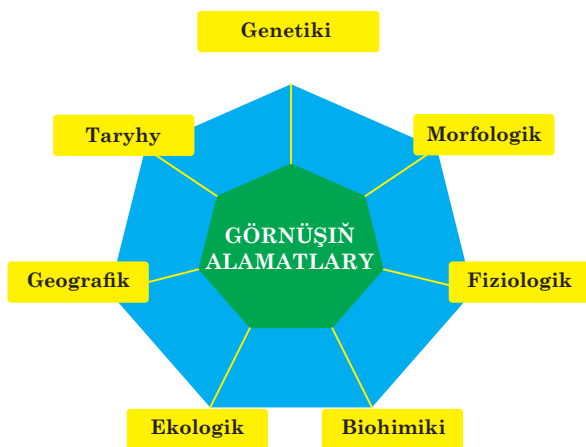 Genetiki
Taryhy
Morfologik
GÖRNÜŞIŇ
ALAMATLARY
Geografik
Fiziologik
Ekologik
Biohimiki